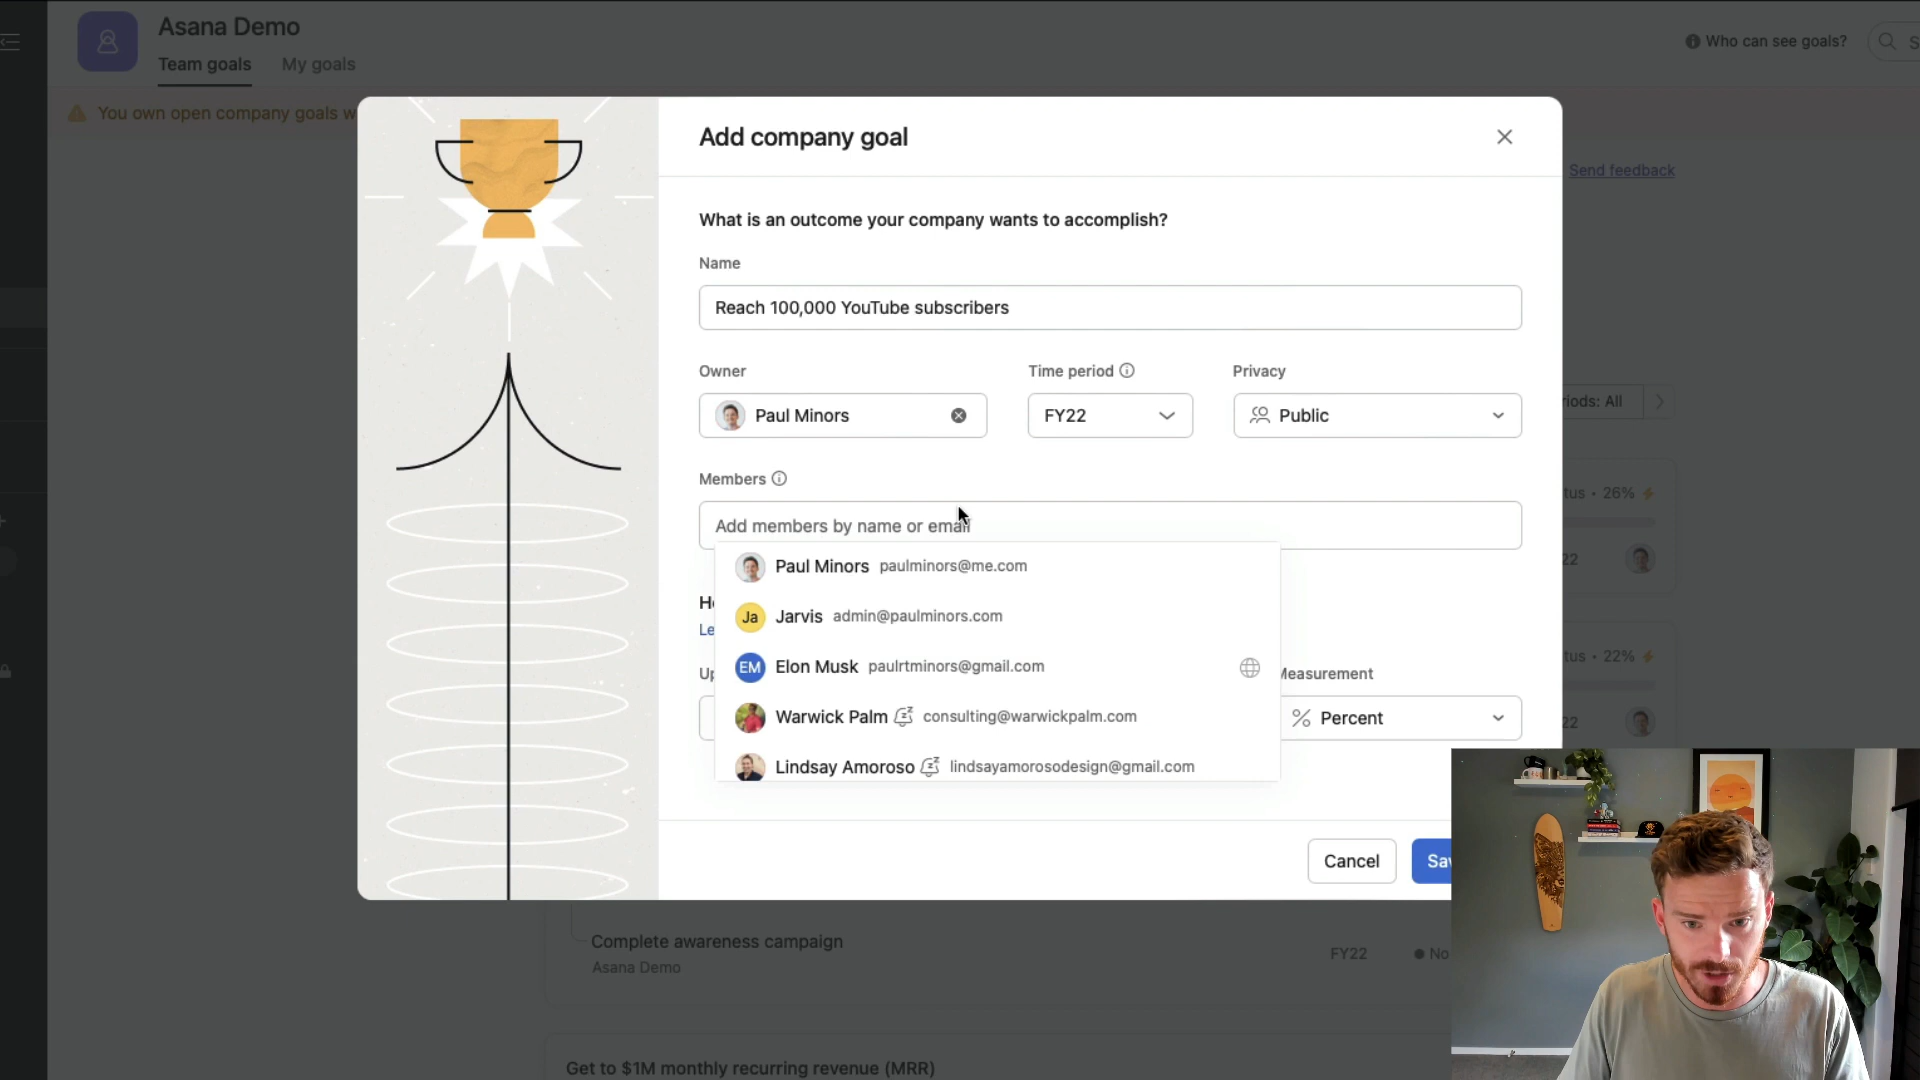 Asana Demo
Team goals
My goals
Who can see goals?
You own open company goals w
Send feedback
Add company goal
What is an outcome your company wants to accomplish?
Name
Reach 100,000 YouTube subscribers
Owner
Time period
Privacy
Paul Minors
FY22
Public
riods: All
Members
Add members by name or email
tus • 26%
22
Paul Minors paulminors@me.com
Jarvis admin@paulminors.com
Ja
Elon Musk paulrtminors@gmail.com
EM
Warwick Palm consulting@warwickpalm.com
Lindsay Amoroso lindsayamorosodesign@gmail.com
Le
Up
Measurement
Percent
tus • 22%
22
Cancel
Sav
Complete awareness campaign
Asana Demo
FY22
No
Get to $1M monthly recurring revenue (MRR)